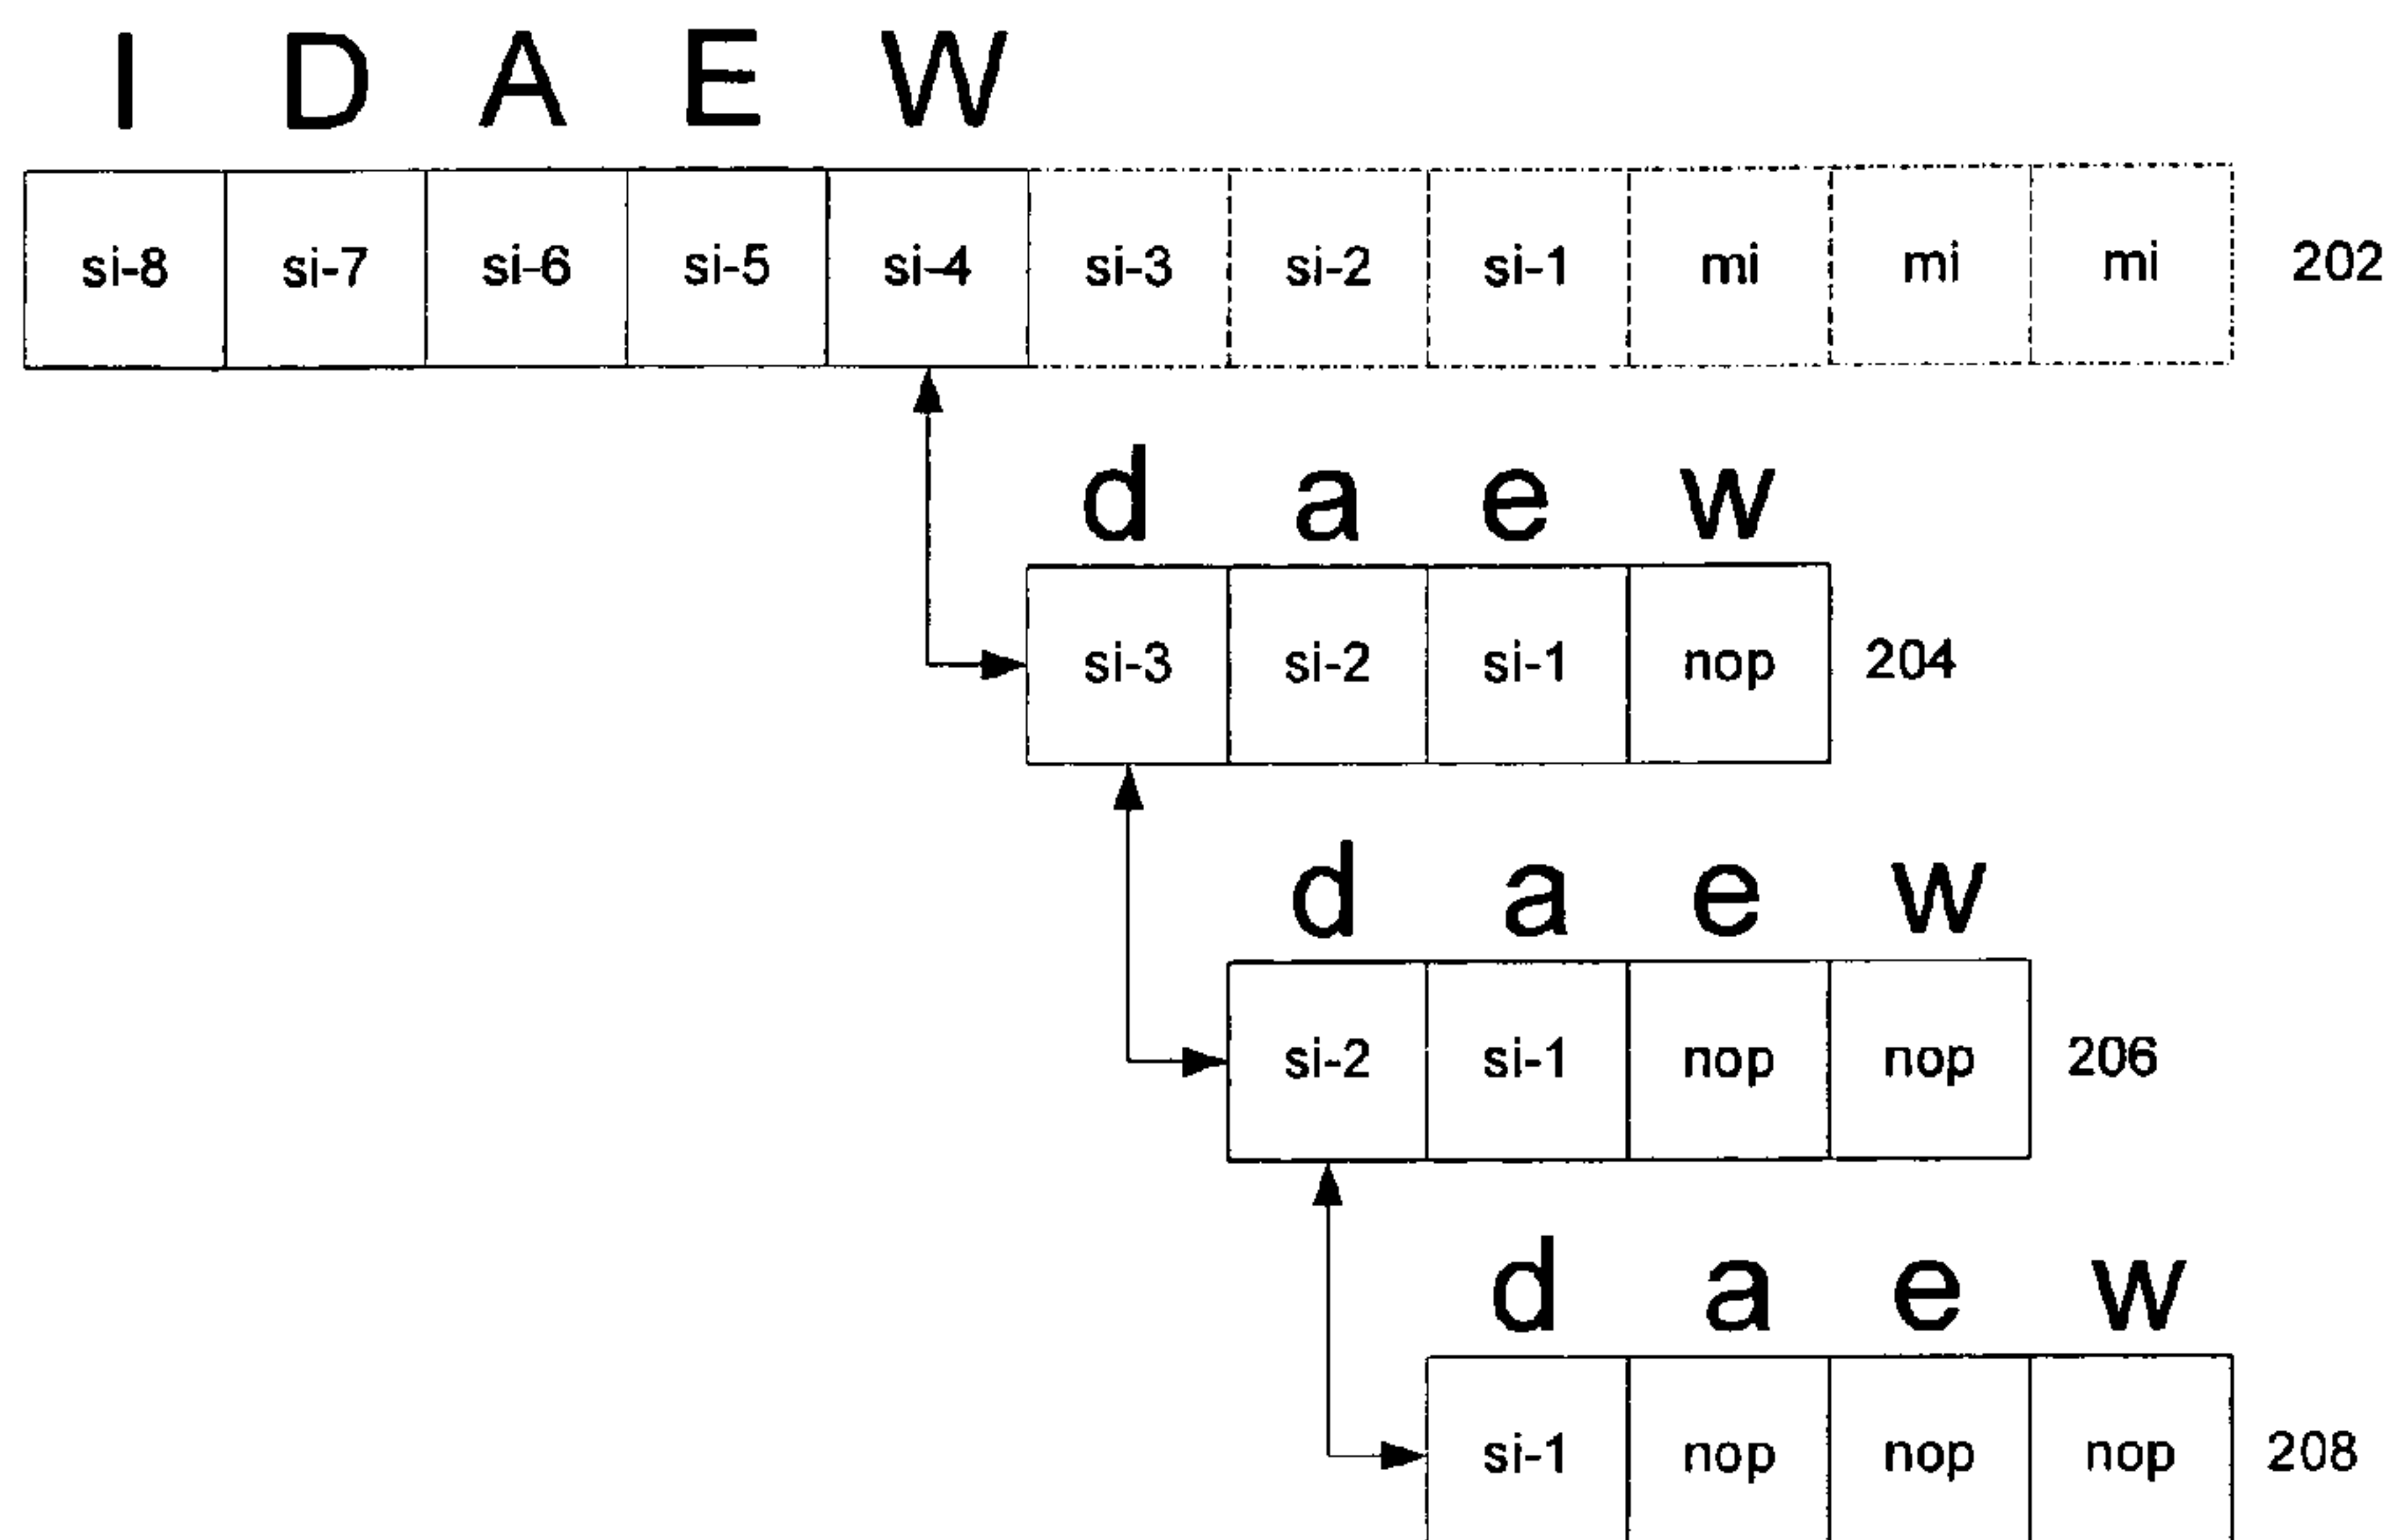 I D A E W
si-8 si-7 si-6 si-5 si-4 si-3 si-2 si-1 mi mi mi 202
d a e w
si-3 si-2 si-1 nop 204
d a e w
si-2 si-1 nop nop 206
d a e w
si-1 nop nop nop 208